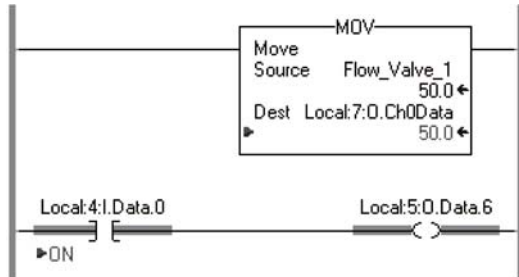 MOV
Move
Source Flow_Valve_1
50.0
Dest Local:7:O.Ch0Data
50.0
Local:4:I.Data.0 Local:5:O.Data.6
ON